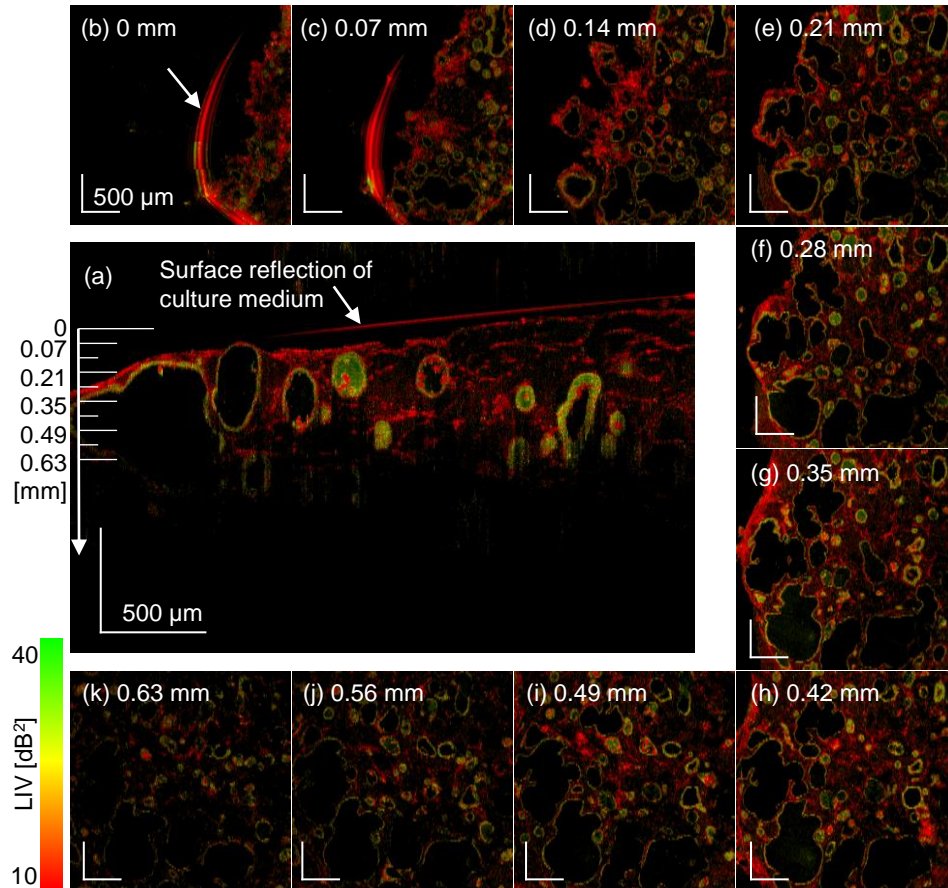 (b) 0 mm
500 µm
(c) 0.07 mm
(d) 0.14 mm
(e) 0.21 mm
(a)
Surface reflection of
culture medium
0
0.07
0.21
0.35
0.49
0.63
[mm]
500 µm
(f) 0.28 mm
(g) 0.35 mm
40
LIV [dB²]
10
(k) 0.63 mm
(j) 0.56 mm
(i) 0.49 mm
(h) 0.42 mm